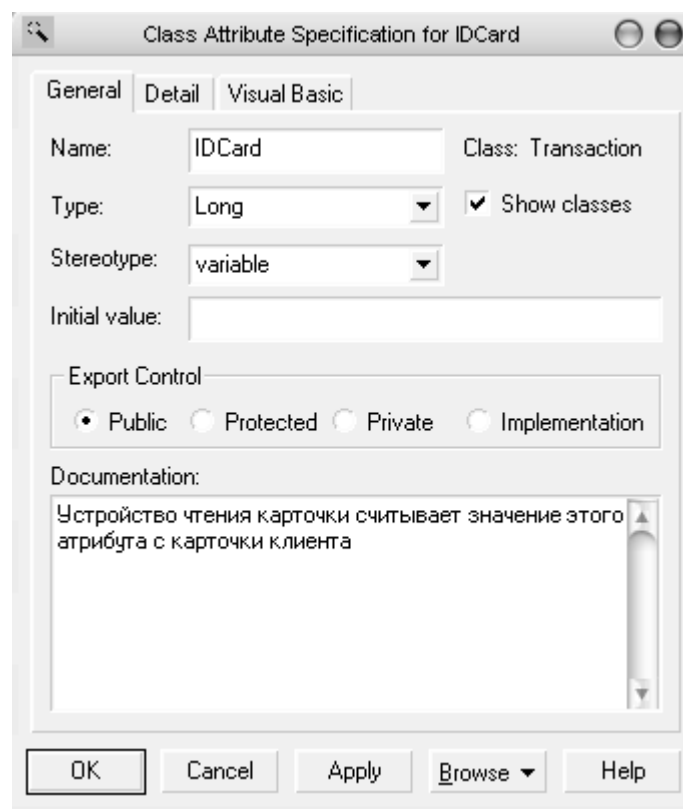 Class Attribute Specification for IDCard
General Detail Visual Basic
Name: IDCard Class: Transaction
Type: Long Show classes
Stereotype: variable
Initial value:
Export Control
Public Protected Private Implementation
Documentation:
Устройство чтения карточки считывает значение этого
атрибута с карточки клиента
OK Cancel Apply Browse Help